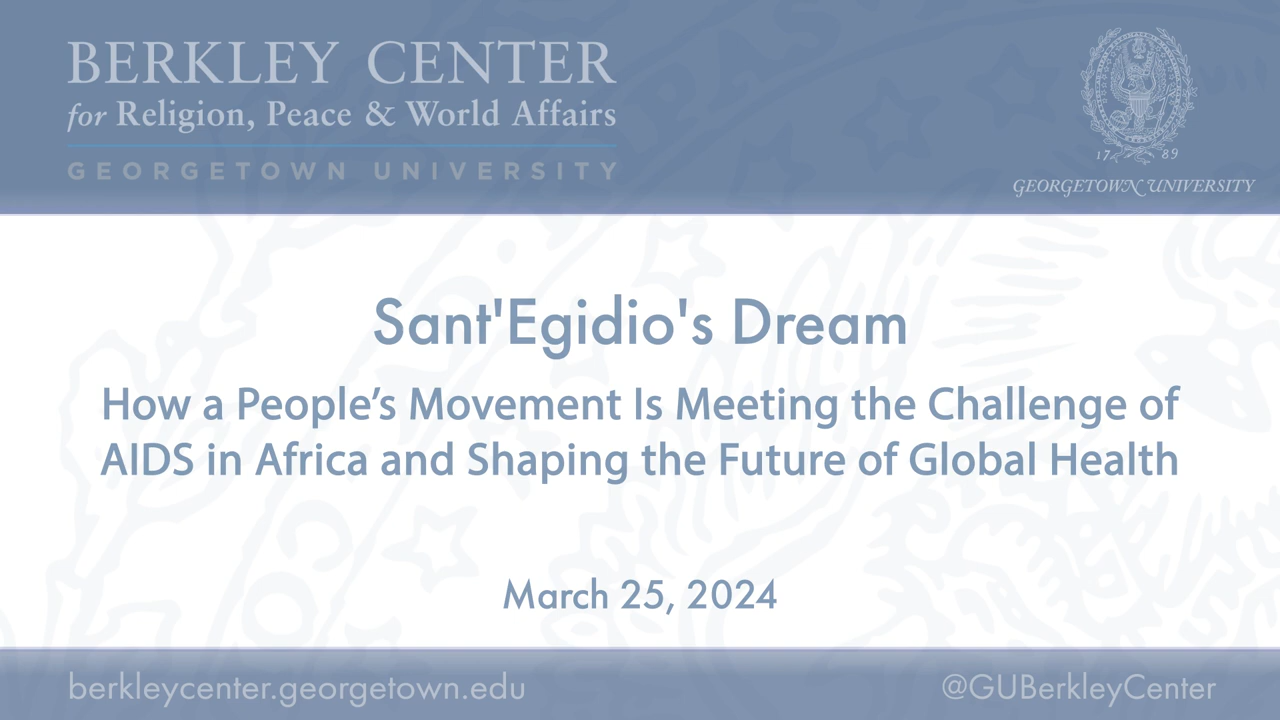 BERKLEY CENTER
for Religion, Peace & World Affairs
GEORGETOWN UNIVERSITY
17 89
GEORGETOWN UNIVERSITY
Sant'Egidio's Dream
How a People’s Movement Is Meeting the Challenge of
AIDS in Africa and Shaping the Future of Global Health
March 25, 2024
berkleycenter.georgetown.edu
@GUBerkleyCenter